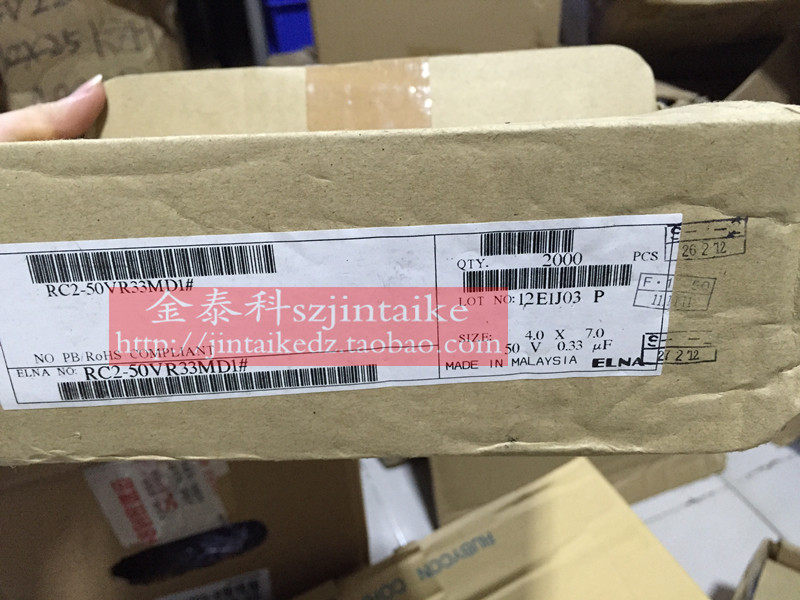 RC2-50VR33MD1#
NO PB/RoHS COMPLIANT
ELNA NO: RC2-50VR33MD1#
QTY. 2000 PCS
LOT NO: 12E1J03 P
SIZE: 4.0 X 7.0
50 V 0.33 µF
MADE IN MALAYSIA ELNA
26 2 12
27 2 12
金泰科szjintaike
http://jintaikedz.taobao.com
RUBYCON